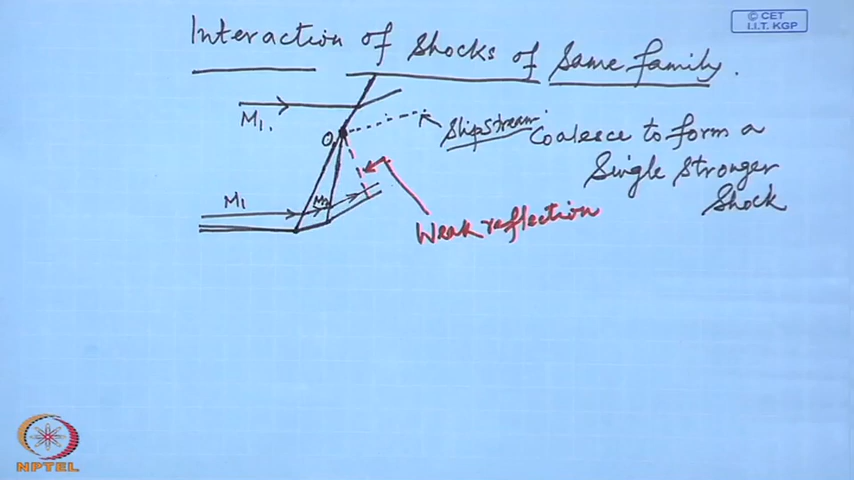 © CET
I.I.T. KGP
Interaction of Shocks of Same family.
M1.
O
Slipstream.
Coalesce to form a
Single stronger
Shock
M1
M2
Weak reflection
NPTEL